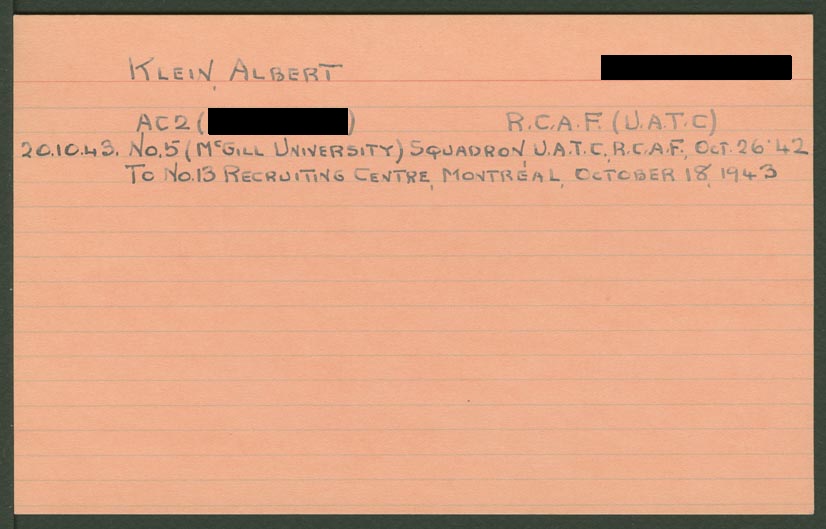 KLEIN, ALBERT
AC2 ( ) R.C.A.F. (U.A.T.C)
20.10.43. No.5 (McGILL UNIVERSITY) SQUADRON, U.A.T.C., R.C.A.F., OCT. 26'42
TO No.13 RECRUITING CENTRE, MONTREAL, OCTOBER 18, 1943